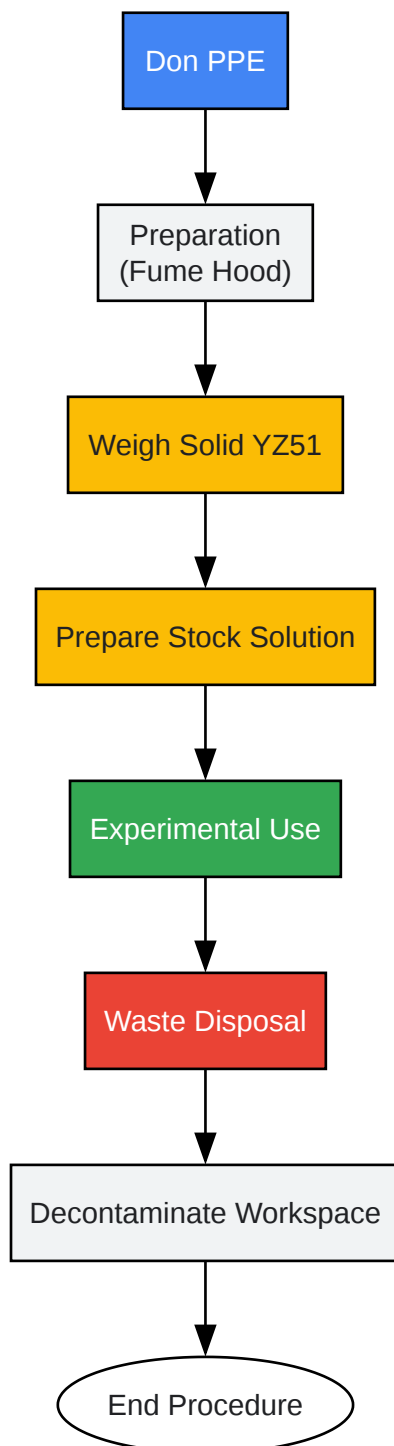 Don PPE
Preparation
(Fume Hood)
Weigh Solid YZ51
Prepare Stock Solution
Experimental Use
Waste Disposal
Decontaminate Workspace
End Procedure